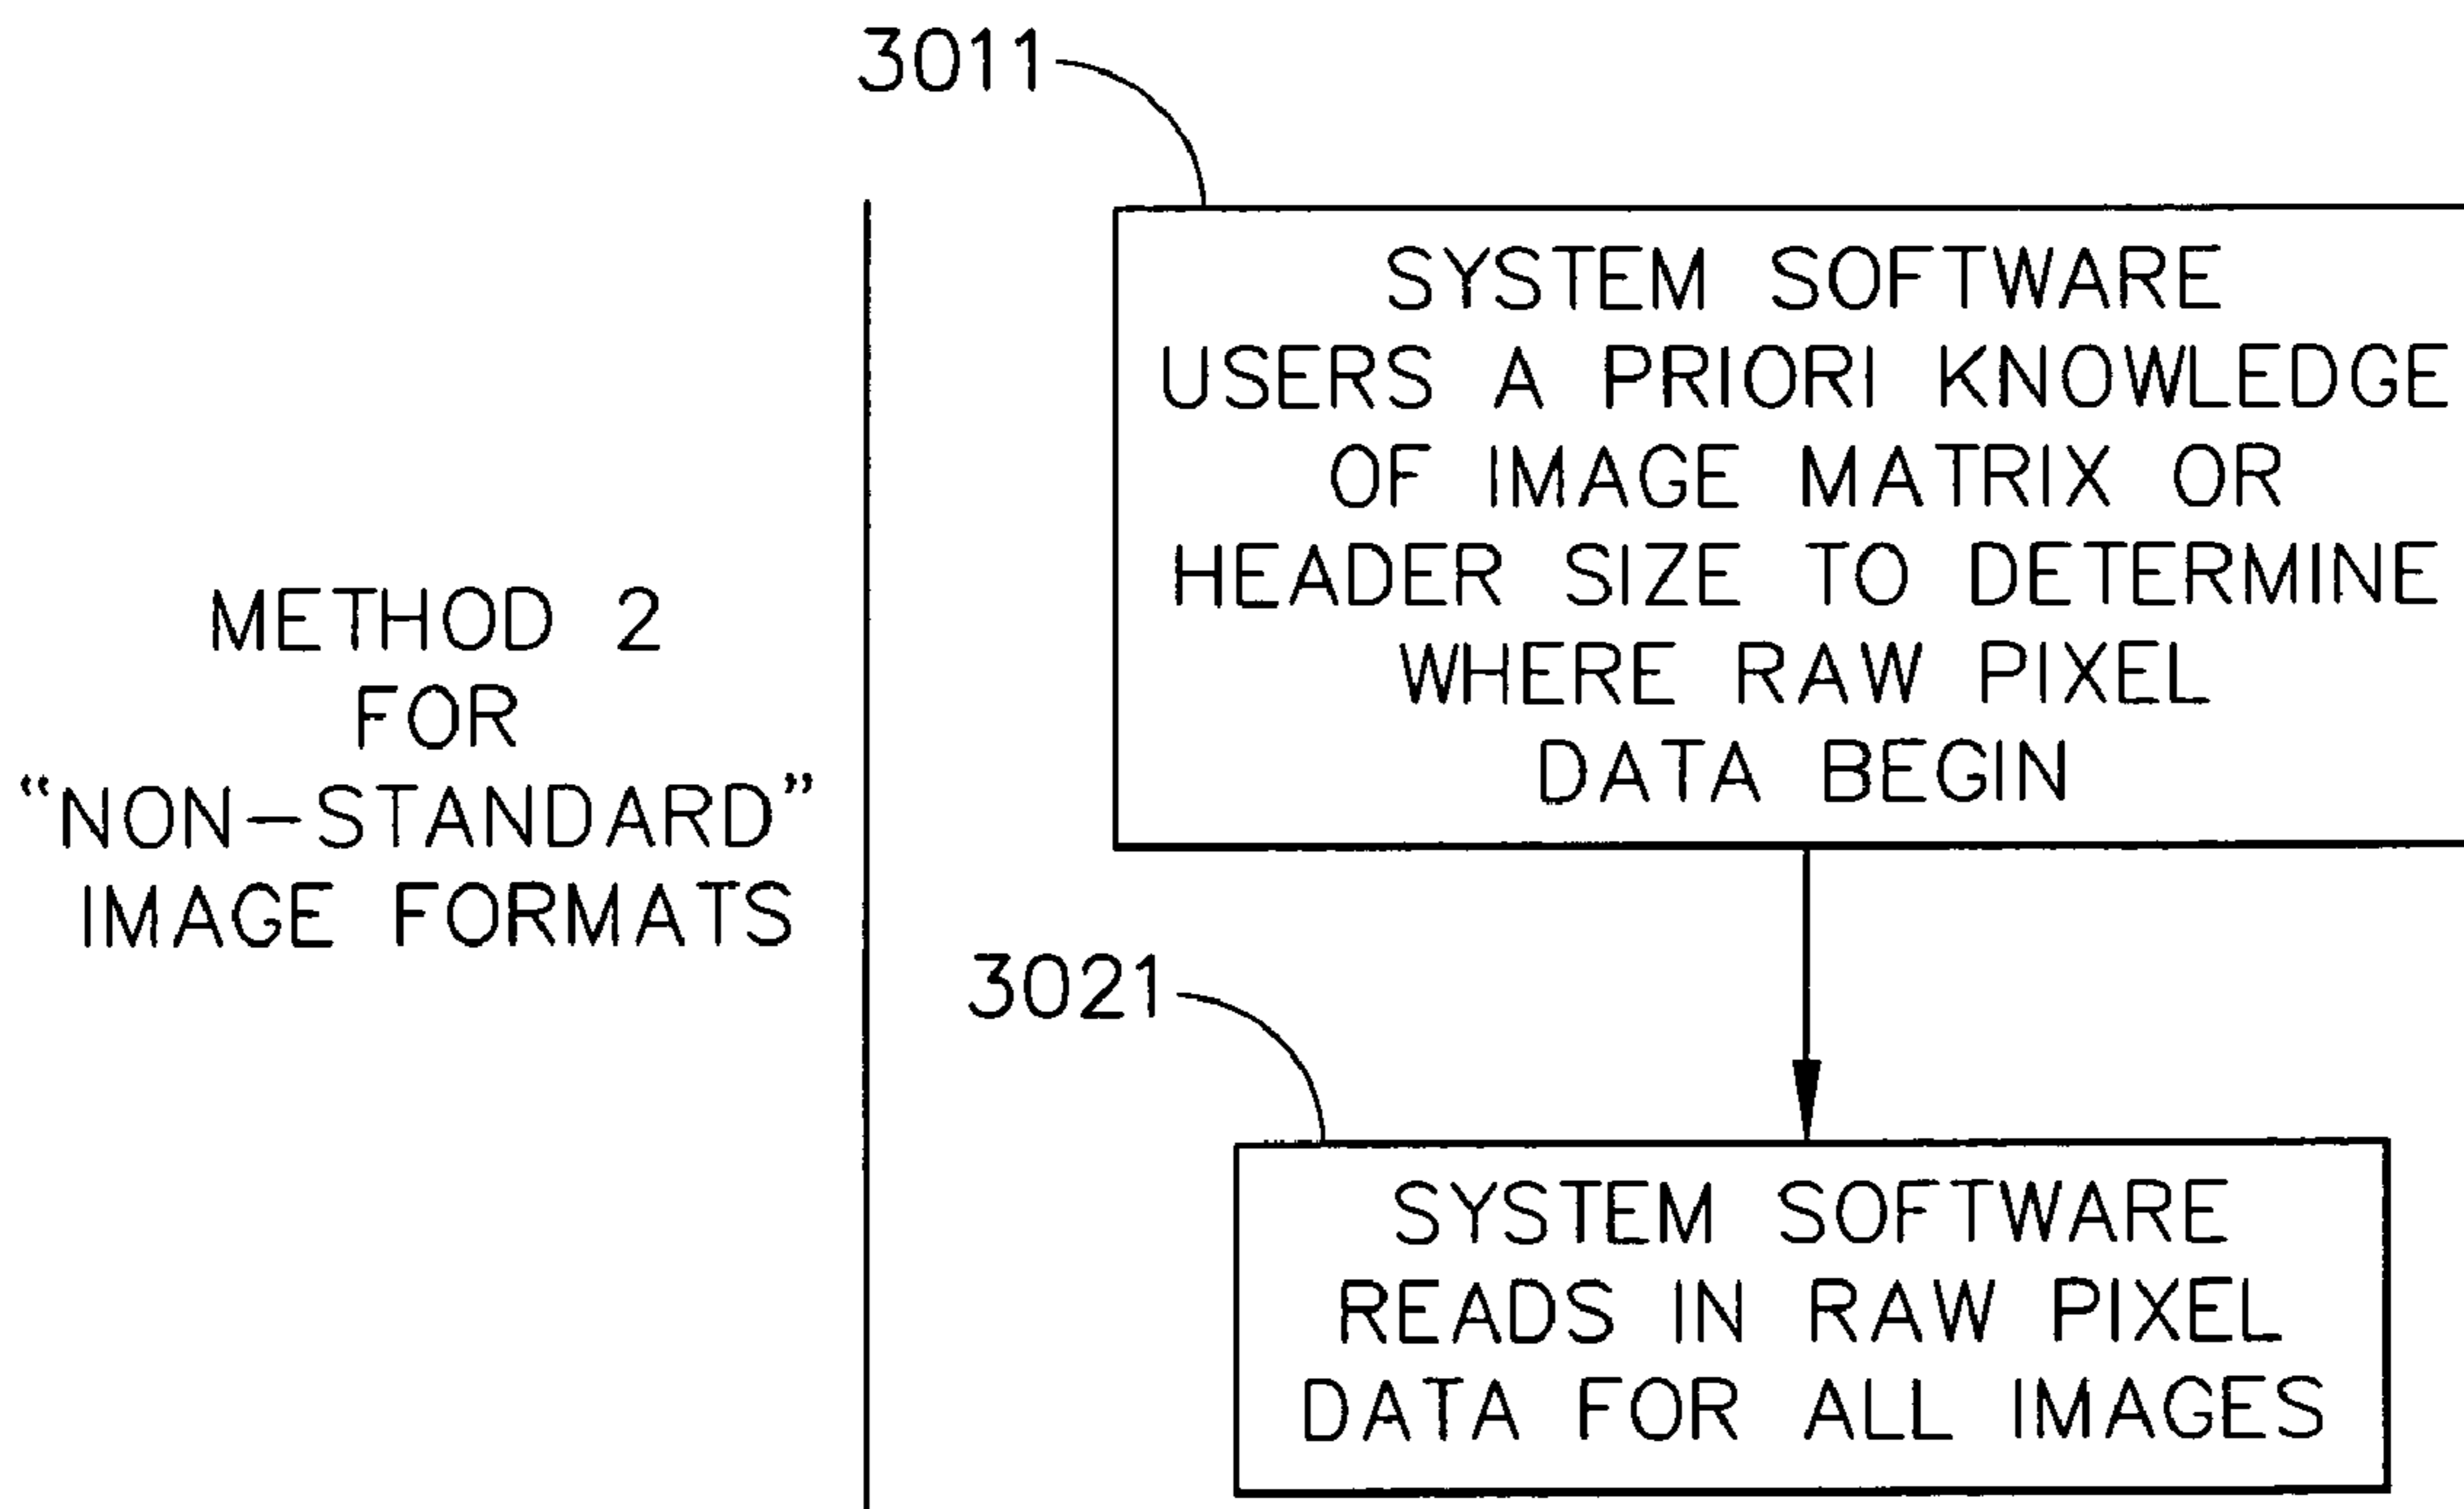 3011
SYSTEM SOFTWARE
USERS A PRIORI KNOWLEDGE
OF IMAGE MATRIX OR
HEADER SIZE TO DETERMINE
WHERE RAW PIXEL
DATA BEGIN
METHOD 2
FOR
“NON-STANDARD”
IMAGE FORMATS
3021
SYSTEM SOFTWARE
READS IN RAW PIXEL
DATA FOR ALL IMAGES